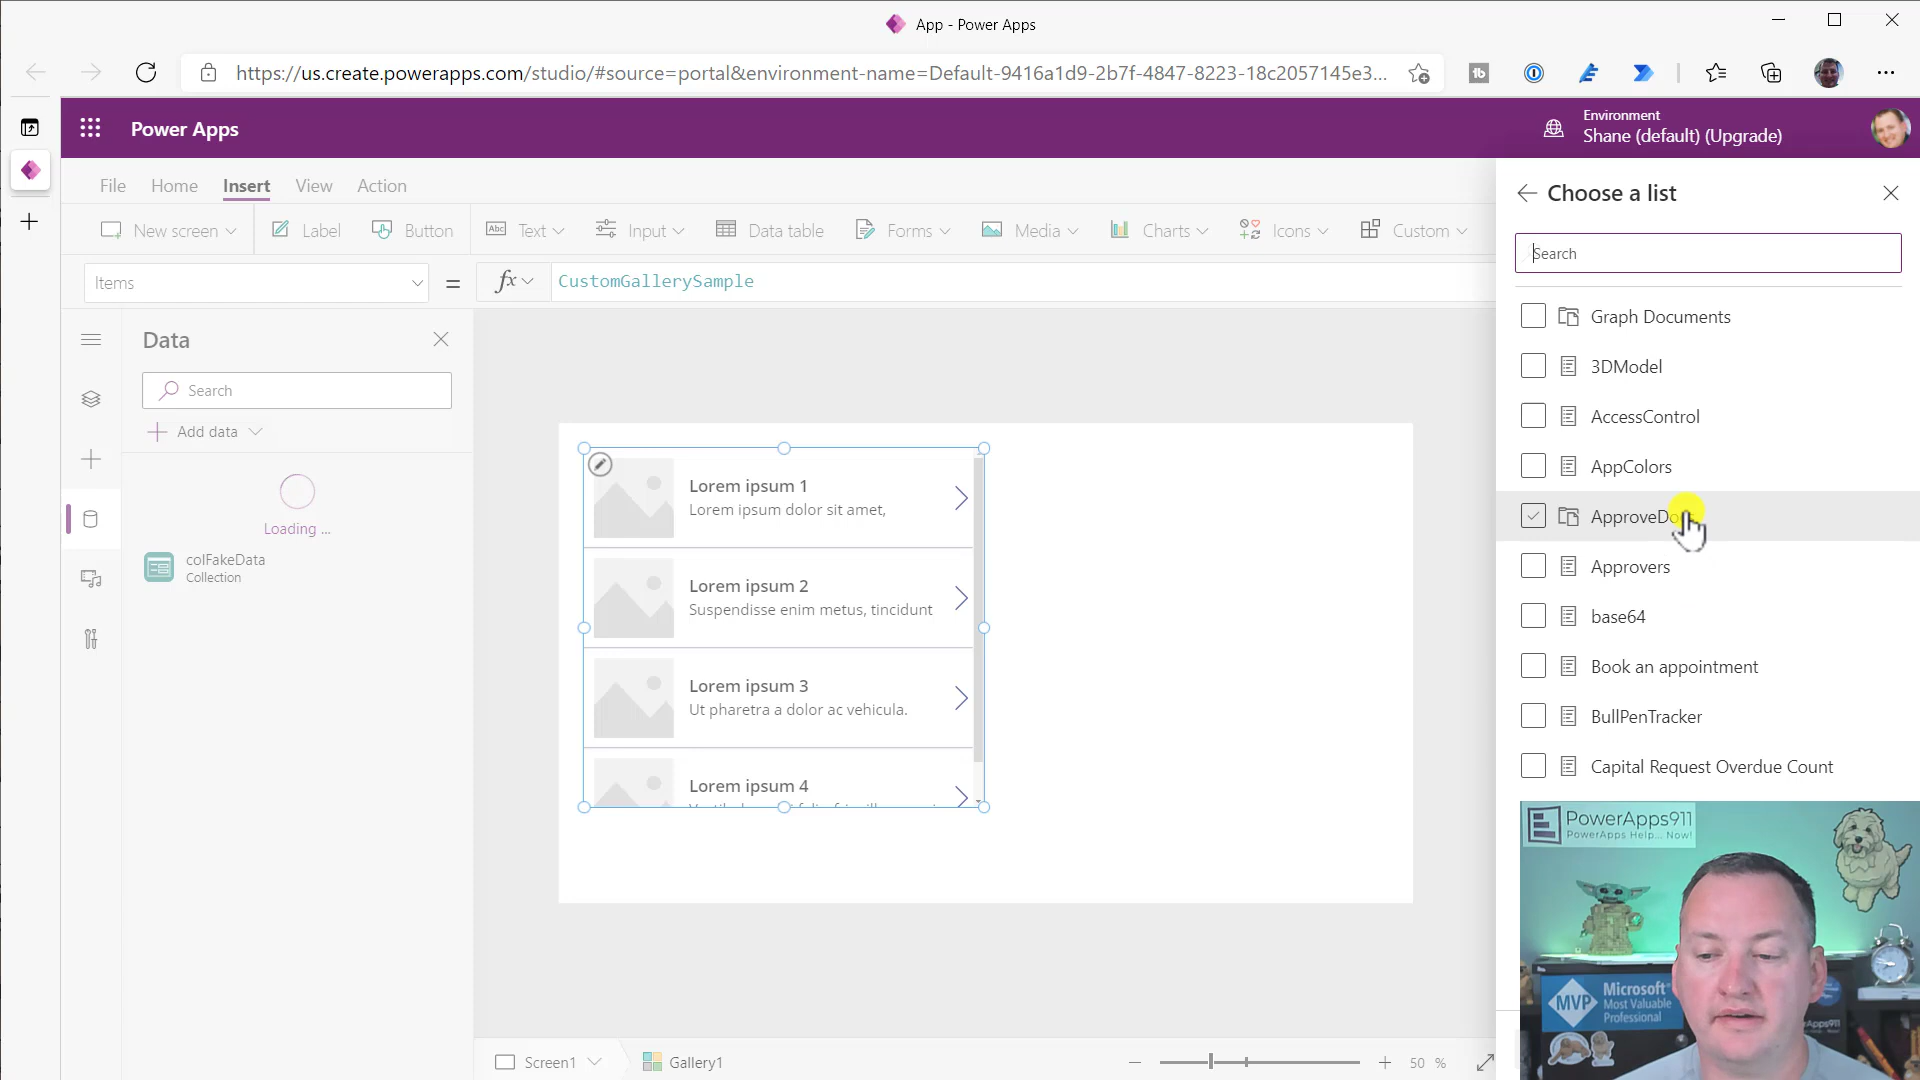 App - Power Apps
https://us.create.powerapps.com/studio/#source=portal&environment-name=Default-9416a1d9-2b7f-4847-8223-18c2057145e3...
Power Apps
Environment
Shane (default) (Upgrade)
File Home Insert View Action
New screen Label Button Abc Text Input Data table Forms Media Charts Icons Custom
Items = fx CustomGallerySample
Data
Search
Add data
Loading ...
colFakeData
Collection
Lorem ipsum 1
Lorem ipsum dolor sit amet,
Lorem ipsum 2
Suspendisse enim metus, tincidunt
Lorem ipsum 3
Ut pharetra a dolor ac vehicula.
Lorem ipsum 4
Screen1 Gallery1
50 %
Choose a list
Search
Graph Documents
3DModel
AccessControl
AppColors
Approvers
base64
Book an appointment
BullPenTracker
Capital Request Overdue Count
PowerApps911
PowerApps Help... Now!
MVP
Microsoft
Most Valuable
Professional